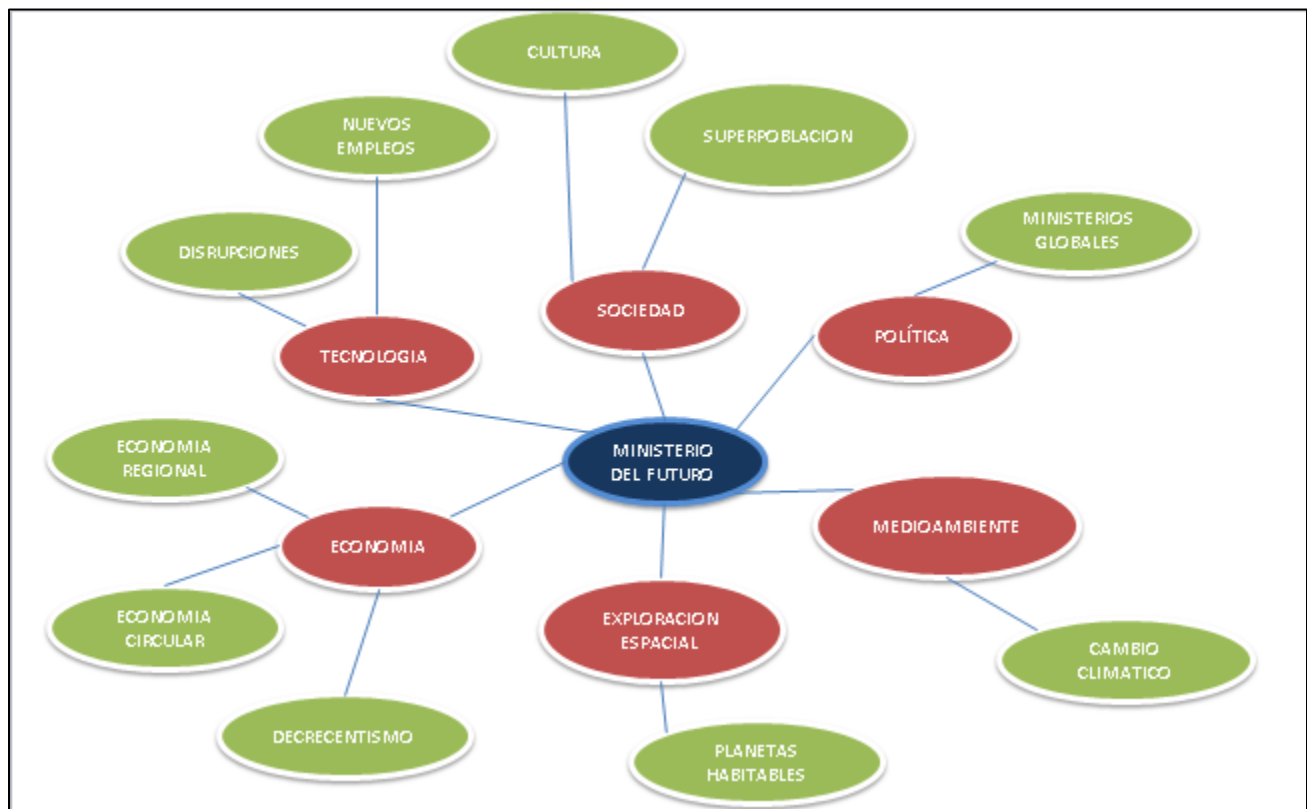 CULTURA
NUEVOS
EMPLEOS
SUPERPOBLACION
MINISTERIOS
GLOBALES
DISRUPCIONES
SOCIEDAD
POLÍTICA
TECNOLOGIA
ECONOMIA
REGIONAL
MINISTERIO
DEL FUTURO
MEDIOAMBIENTE
ECONOMIA
ECONOMIA
CIRCULAR
EXPLORACION
ESPACIAL
CAMBIO
CLIMATICO
DECRECENTISMO
PLANETAS
HABITABLES